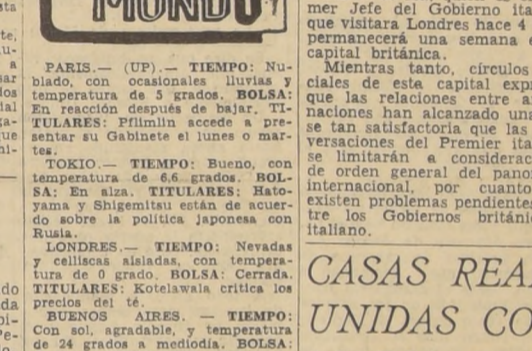 MUNDO
PARIS.— (UP).— TIEMPO: Nu-
blado, con ocasionales lluvias y
temperatura de 5 grados. BOLSA:
En reacción después de bajar. TI-
TULARES: Pflimlin accede a pre-
sentar su Gabinete el lunes o mar-
tes.
TOKIO.— TIEMPO: Bueno, con
temperatura de 6,6 grados. BOL-
SA: En alza. TITULARES: Hato-
yama y Shigemitsu están de acuer-
do sobre la política japonesa con
Rusia.
LONDRES.— TIEMPO: Nevadas
y celliscas aisladas, con tempera-
tura de 0 grado. BOLSA: Cerrada.
TITULARES: Kotelawala critica los
precios del té.
BUENOS AIRES. — TIEMPO:
Con sol, agradable, y temperatura
de 24 grados a mediodía. BOLSA:
mer Jefe del Gobierno ita
que visitara Londres hace 4
permanecerá una semana e
capital británica.
Mientras tanto, círculos
ciales de esta capital expr
que las relaciones entre a
naciones han alcanzado una
se tan satisfactoria que las
versaciones del Premier ita
se limitarán a considerac
de orden general del pano
internacional, por cuanto
existen problemas pendientes
tre los Gobiernos británic
italiano.
CASAS REA
UNIDAS CO